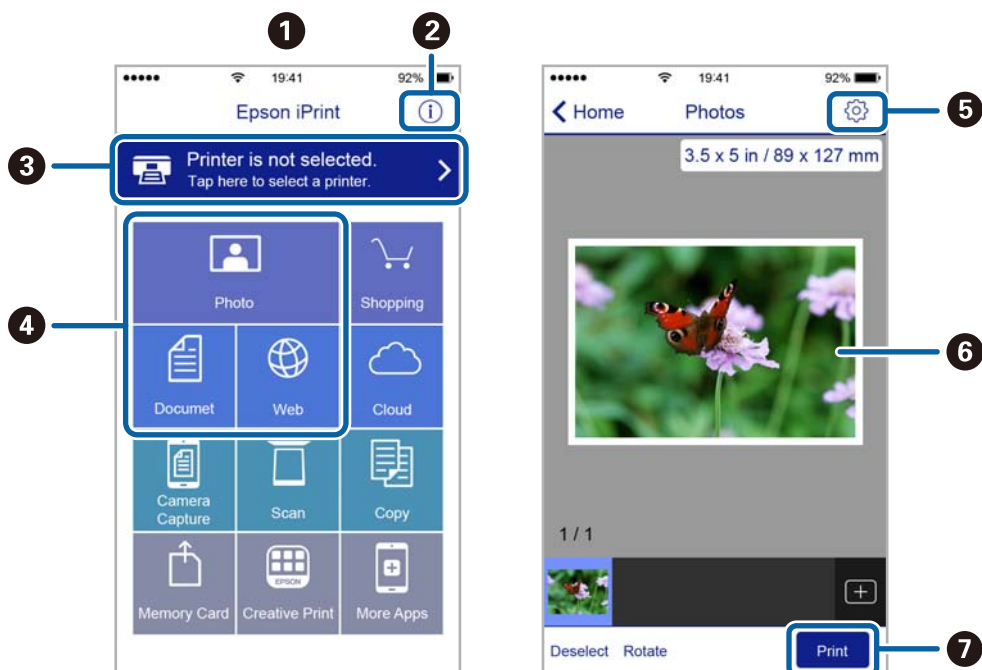 1
2
19:41
92%
Epson iPrint
3
Printer is not selected.
Tap here to select a printer.
4
Photo
Shopping
Documet
Web
Cloud
Camera
Capture
Scan
Copy
EPSON
Memory Card
Creative Print
More Apps
19:41
92%
Home
Photos
5
3.5 x 5 in / 89 x 127 mm
6
1 / 1
Deselect
Rotate
Print
7